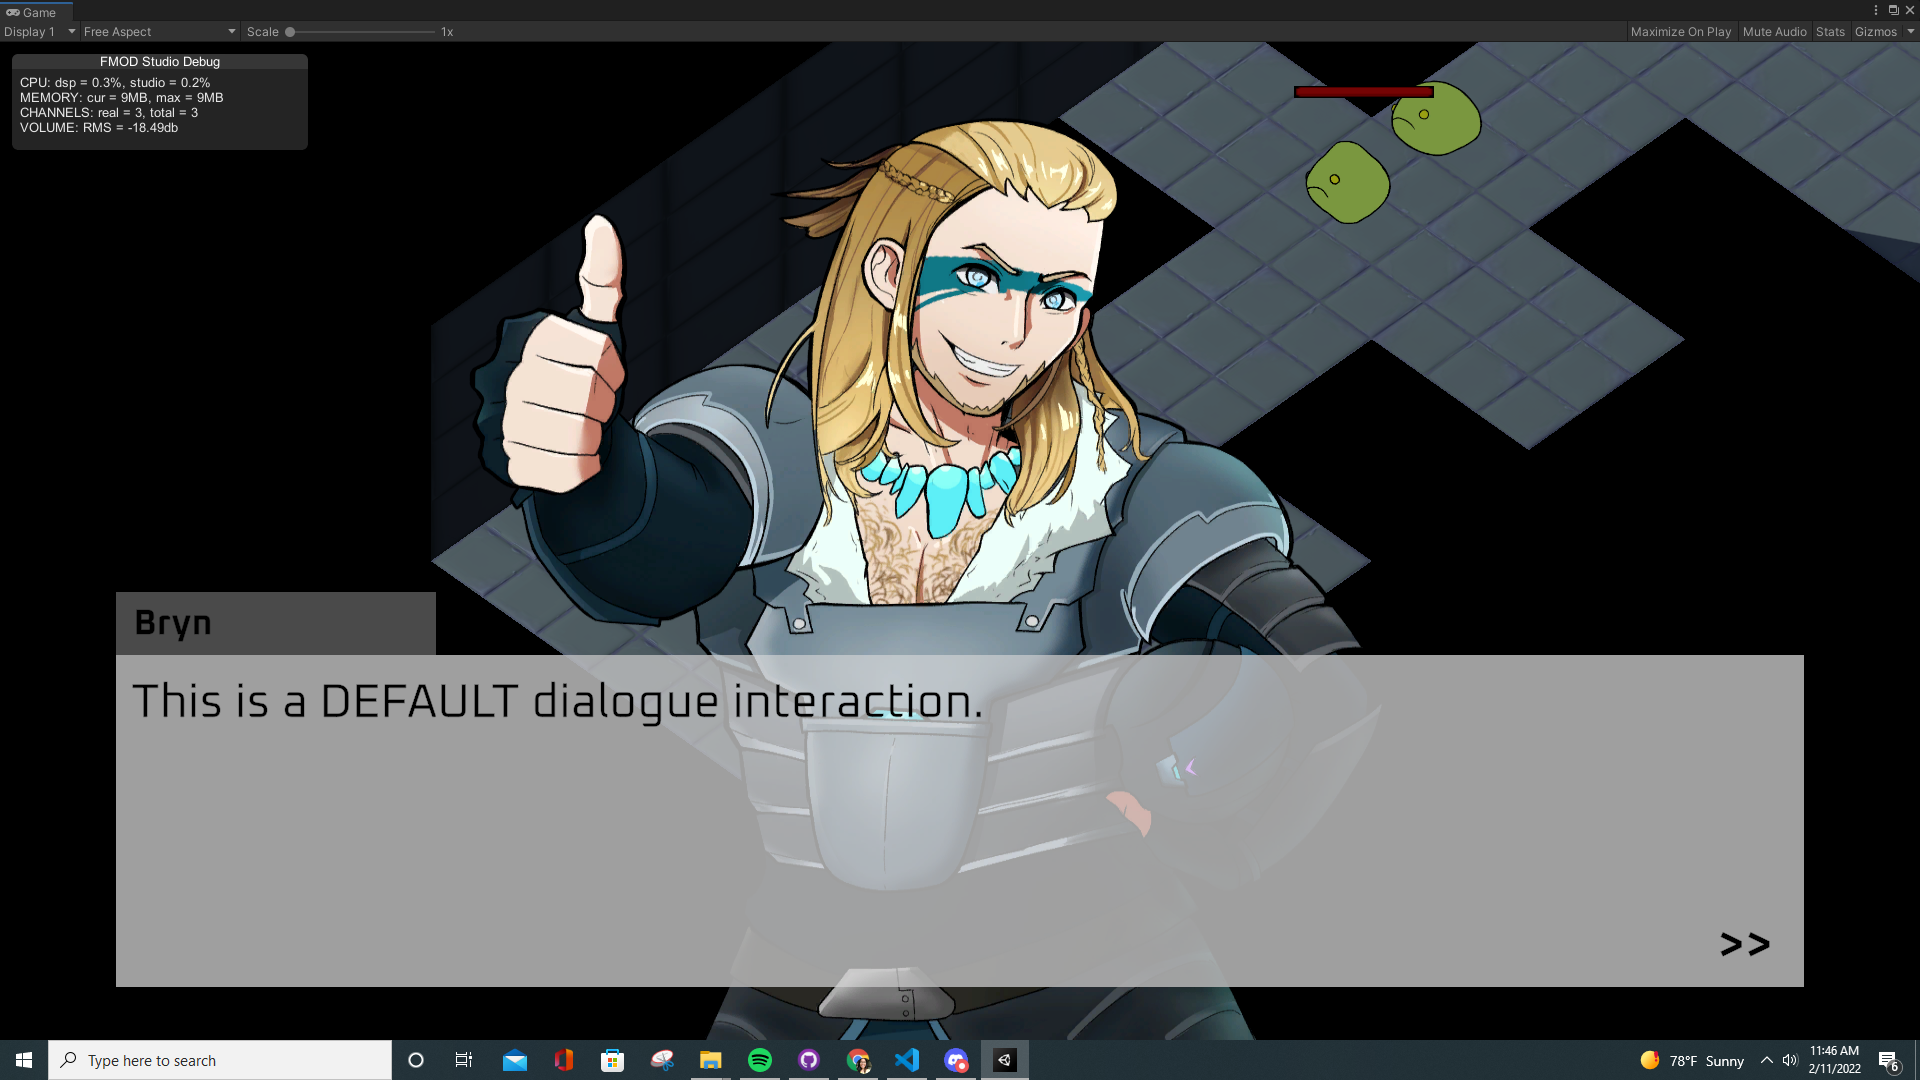 Game
Display 1 Free Aspect Scale 1x Maximize On Play Mute Audio Stats Gizmos
FMOD Studio Debug
CPU: dsp = 0.3%, studio = 0.2%
MEMORY: cur = 9MB, max = 9MB
CHANNELS: real = 3, total = 3
VOLUME: RMS = -18.49db
Bryn
This is a DEFAULT dialogue interaction.
>>
Type here to search
78°F Sunny
11:46 AM
2/11/2022
6